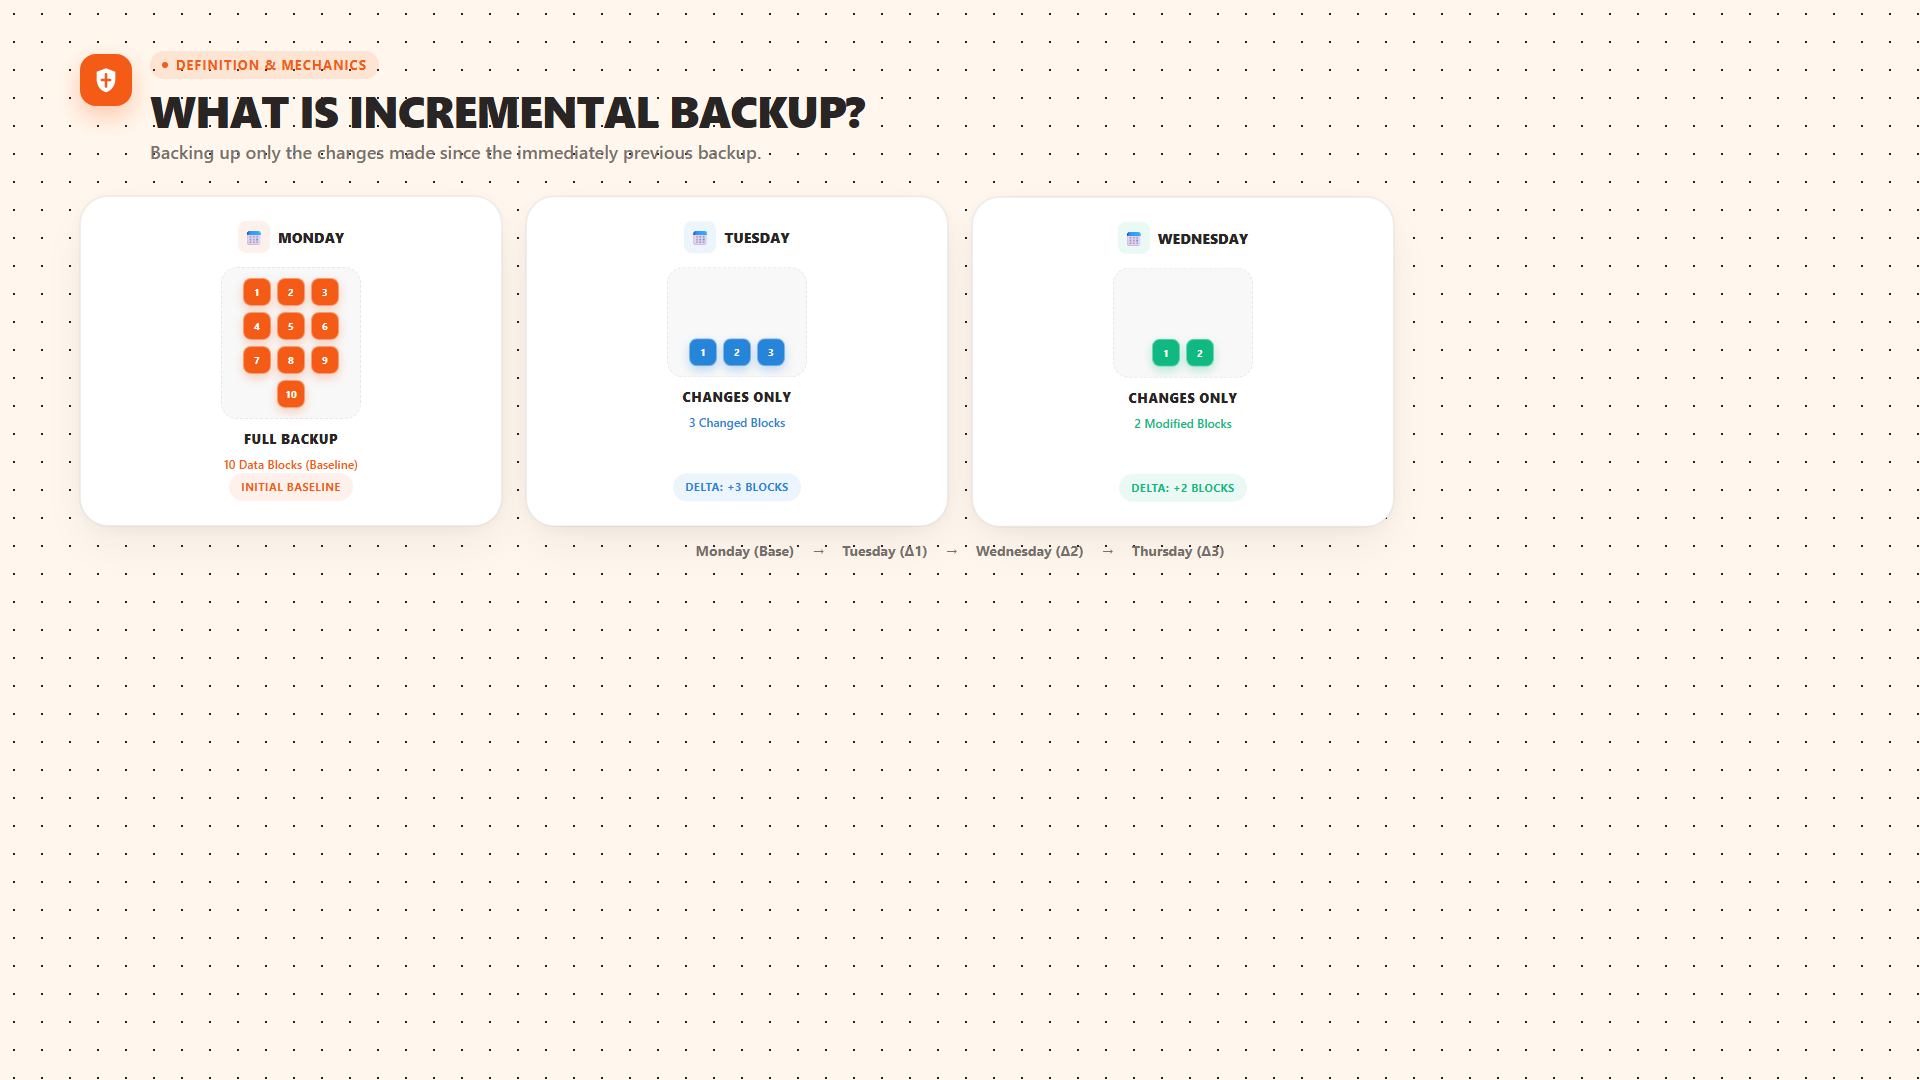 DEFINITION & MECHANICS
WHAT IS INCREMENTAL BACKUP?
Backing up only the changes made since the immediately previous backup.
MONDAY
1 2 3
4 5 6
7 8 9
10
FULL BACKUP
10 Data Blocks (Baseline)
INITIAL BASELINE
TUESDAY
1 2 3
CHANGES ONLY
3 Changed Blocks
DELTA: +3 BLOCKS
WEDNESDAY
1 2
CHANGES ONLY
2 Modified Blocks
DELTA: +2 BLOCKS
Monday (Base) → Tuesday (Δ1) → Wednesday (Δ2) → Thursday (Δ3)